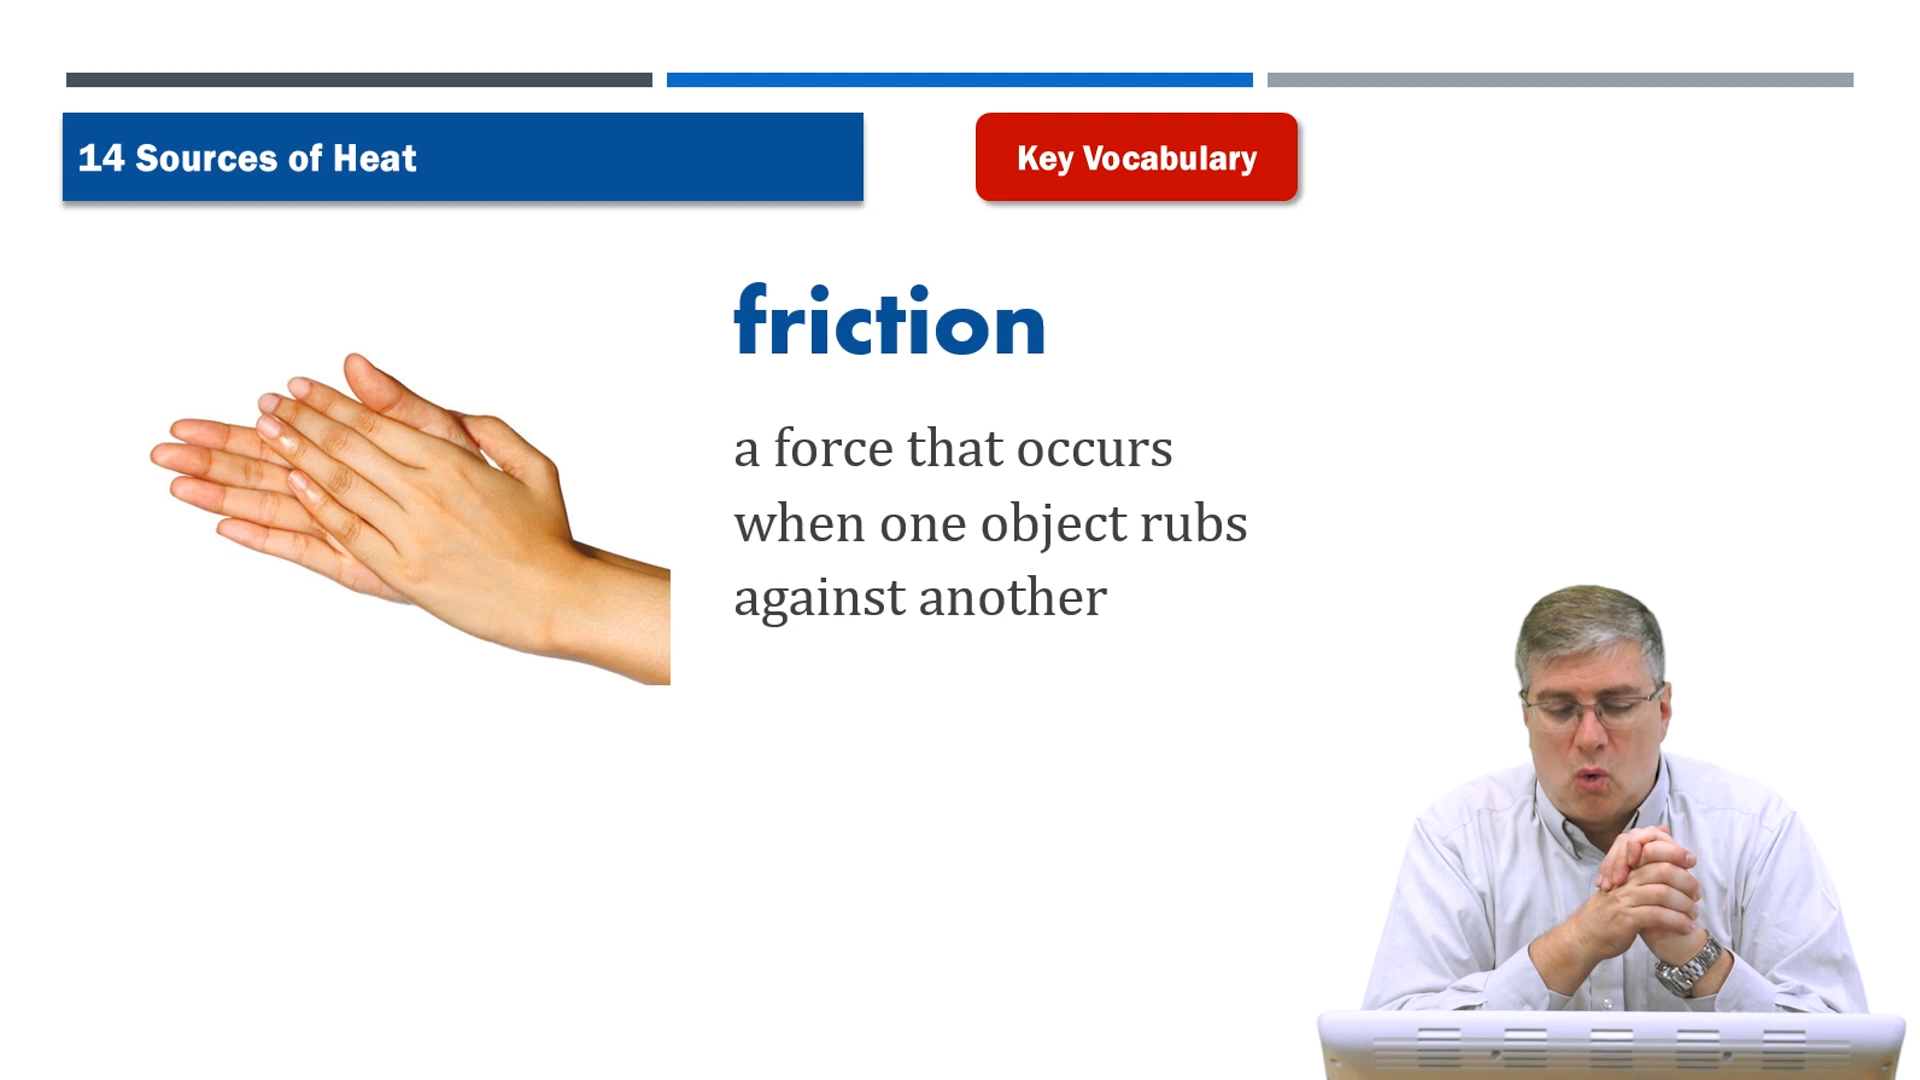 14 Sources of Heat
Key Vocabulary
friction
a force that occurs
when one object rubs
against another